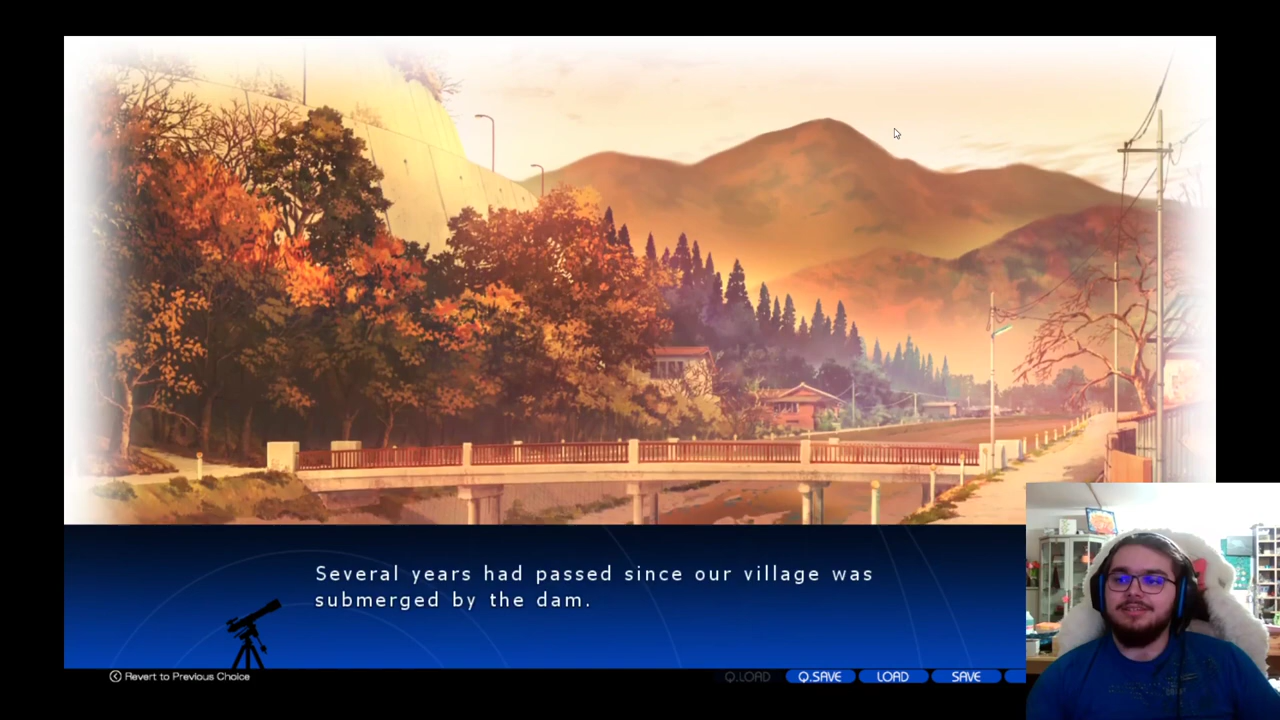 Several years had passed since our village was
submerged by the dam.
Revert to Previous Choice
Q.LOAD
Q.SAVE
LOAD
SAVE